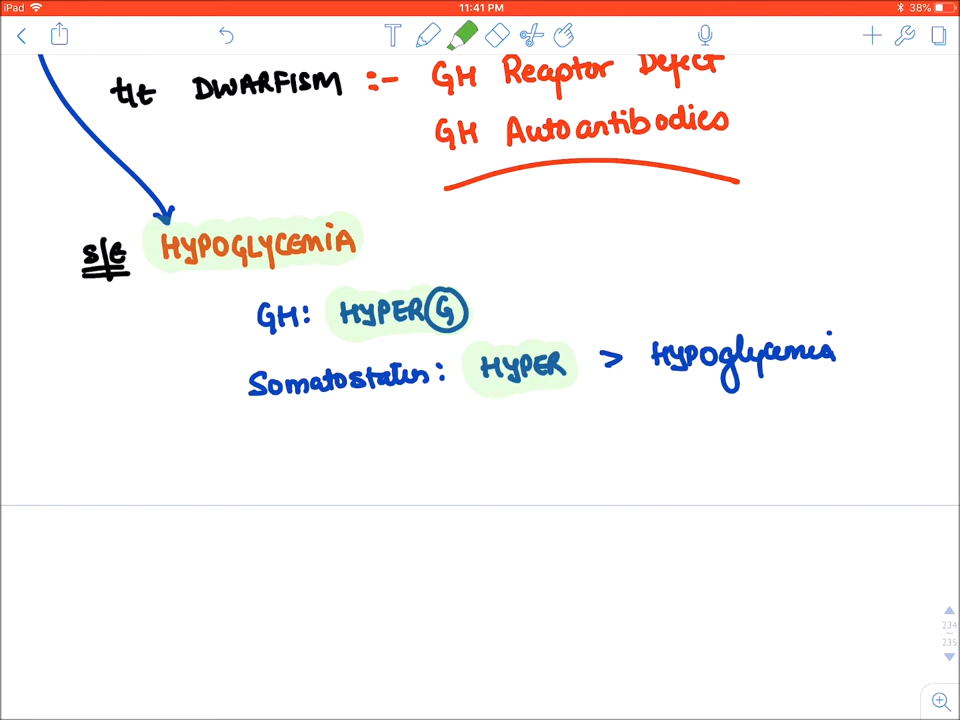 iPad 11:41 PM 38%
T
t/t DWARFISM :- GH Receptor Defect
GH Autoantibodies
s/e HYPOGLYCEMIA
GH: HYPER G
Somatostatin: HYPER > Hypoglycemia
234
235